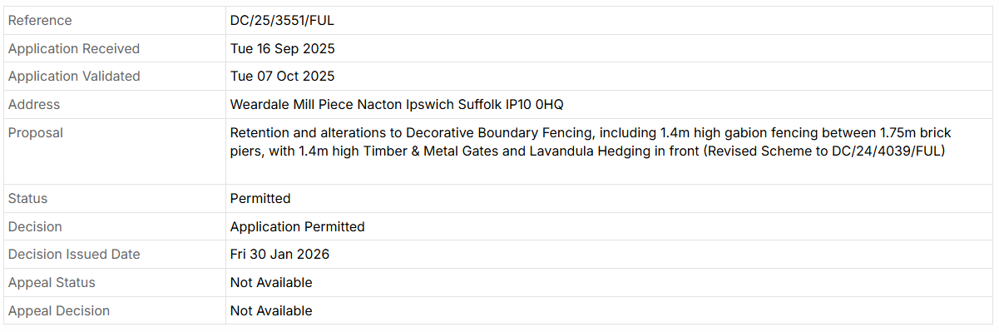 Reference DC/25/3551/FUL
Application Received Tue 16 Sep 2025
Application Validated Tue 07 Oct 2025
Address Weardale Mill Piece Nacton Ipswich Suffolk IP10 0HQ
Proposal Retention and alterations to Decorative Boundary Fencing, including 1.4m high gabion fencing between 1.75m brick
piers, with 1.4m high Timber & Metal Gates and Lavandula Hedging in front (Revised Scheme to DC/24/4039/FUL)
Status Permitted
Decision Application Permitted
Decision Issued Date Fri 30 Jan 2026
Appeal Status Not Available
Appeal Decision Not Available